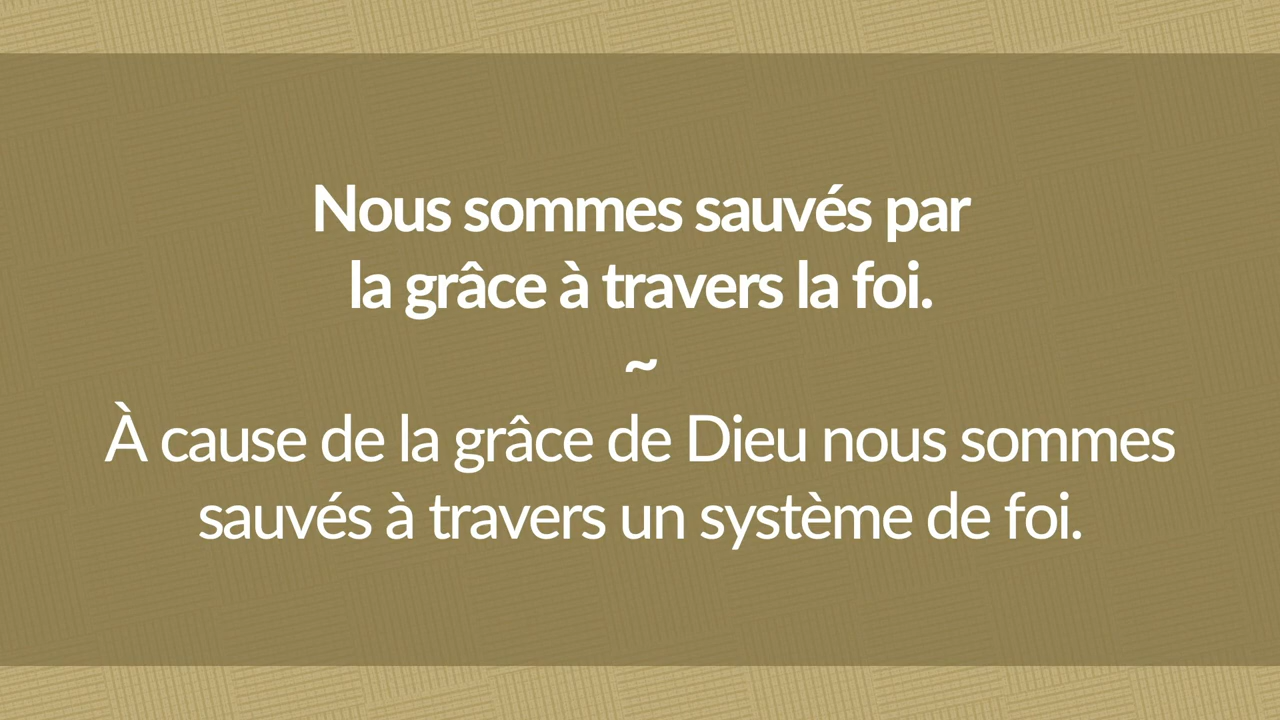 Nous sommes sauvés par
la grâce à travers la foi.
~
À cause de la grâce de Dieu nous sommes
sauvés à travers un système de foi.